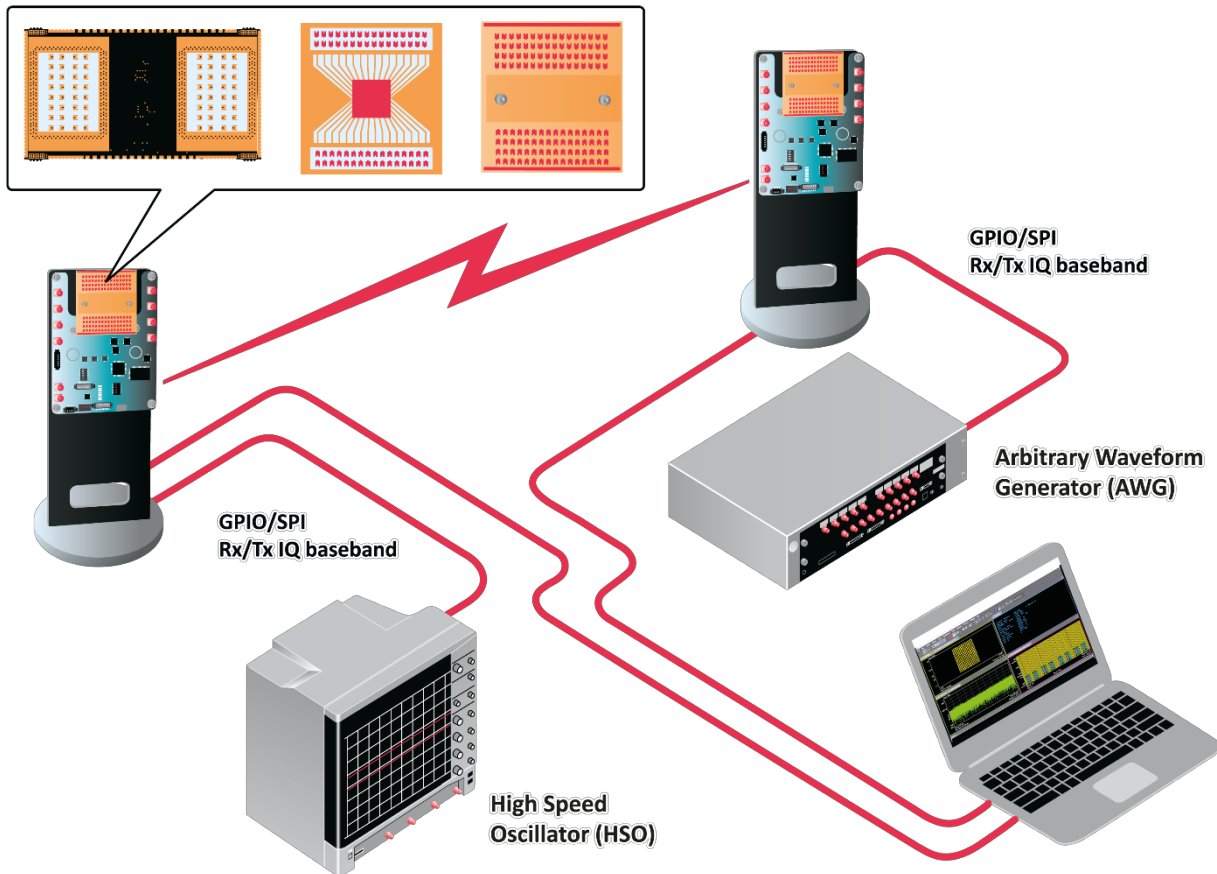 GPIO/SPI
Rx/Tx IQ baseband
Arbitrary Waveform
Generator (AWG)
GPIO/SPI
Rx/Tx IQ baseband
High Speed
Oscillator (HSO)